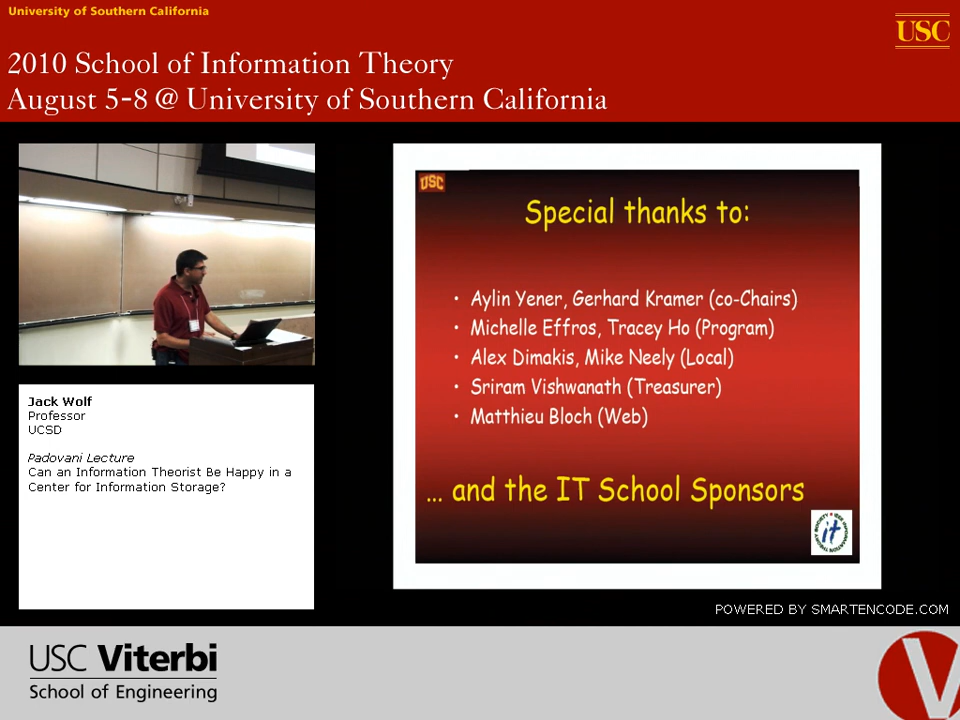 University of Southern California
USC
2010 School of Information Theory
August 5-8 @ University of Southern California
USC
Special thanks to:
• Aylin Yener, Gerhard Kramer (co-Chairs)
• Michelle Effros, Tracey Ho (Program)
• Alex Dimakis, Mike Neely (Local)
• Sriram Vishwanath (Treasurer)
• Matthieu Bloch (Web)
... and the IT School Sponsors
it
Jack Wolf
Professor
UCSD
Padovani Lecture
Can an Information Theorist Be Happy in a
Center for Information Storage?
POWERED BY SMARTENCODE.COM
USC Viterbi
School of Engineering
V